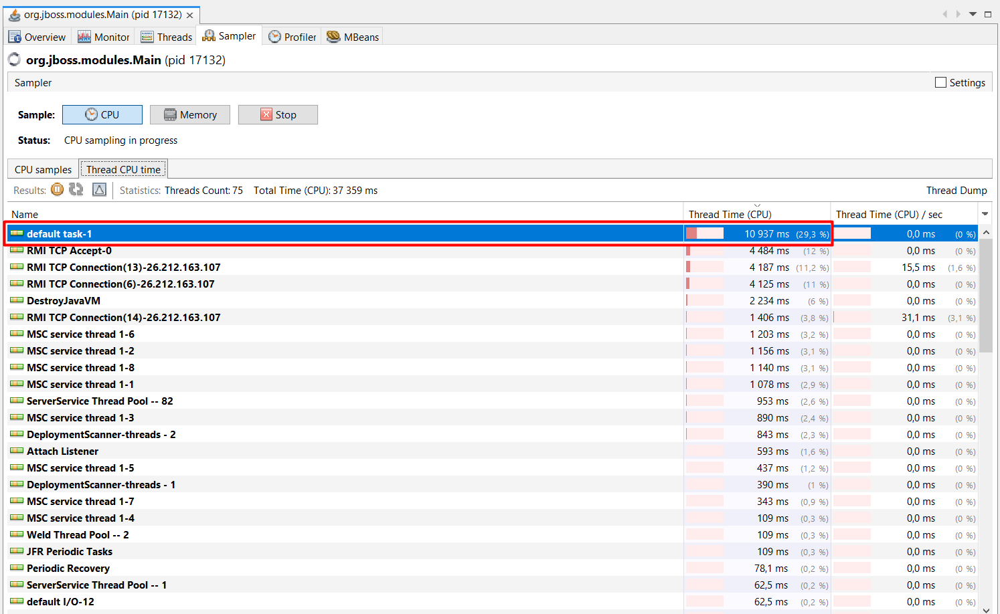 org.jboss.modules.Main (pid 17132)
Overview Monitor Threads Sampler Profiler MBeans
org.jboss.modules.Main (pid 17132)
Sampler Settings
Sample: CPU Memory Stop
Status: CPU sampling in progress
CPU samples Thread CPU time
Results: Statistics: Threads Count: 75 Total Time (CPU): 37 359 ms Thread Dump
Name Thread Time (CPU) Thread Time (CPU) / sec
default task-1 10 937 ms (29,3 %) 0,0 ms (0 %)
RMI TCP Accept-0 4 484 ms (12 %) 0,0 ms (0 %)
RMI TCP Connection(13)-26.212.163.107 4 187 ms (11,2 %) 15,5 ms (1,6 %)
RMI TCP Connection(6)-26.212.163.107 4 125 ms (11 %) 0,0 ms (0 %)
DestroyJavaVM 2 234 ms (6 %) 0,0 ms (0 %)
RMI TCP Connection(14)-26.212.163.107 1 406 ms (3,8 %) 31,1 ms (3,1 %)
MSC service thread 1-6 1 203 ms (3,2 %) 0,0 ms (0 %)
MSC service thread 1-2 1 156 ms (3,1 %) 0,0 ms (0 %)
MSC service thread 1-8 1 140 ms (3,1 %) 0,0 ms (0 %)
MSC service thread 1-1 1 078 ms (2,9 %) 0,0 ms (0 %)
ServerService Thread Pool -- 82 953 ms (2,6 %) 0,0 ms (0 %)
MSC service thread 1-3 890 ms (2,4 %) 0,0 ms (0 %)
DeploymentScanner-threads - 2 843 ms (2,3 %) 0,0 ms (0 %)
Attach Listener 593 ms (1,6 %) 0,0 ms (0 %)
MSC service thread 1-5 437 ms (1,2 %) 0,0 ms (0 %)
DeploymentScanner-threads - 1 390 ms (1 %) 0,0 ms (0 %)
MSC service thread 1-7 343 ms (0,9 %) 0,0 ms (0 %)
MSC service thread 1-4 109 ms (0,3 %) 0,0 ms (0 %)
Weld Thread Pool -- 2 109 ms (0,3 %) 0,0 ms (0 %)
JFR Periodic Tasks 109 ms (0,3 %) 0,0 ms (0 %)
Periodic Recovery 78,1 ms (0,2 %) 0,0 ms (0 %)
ServerService Thread Pool -- 1 62,5 ms (0,2 %) 0,0 ms (0 %)
default I/O-12 62,5 ms (0,2 %) 0,0 ms (0 %)